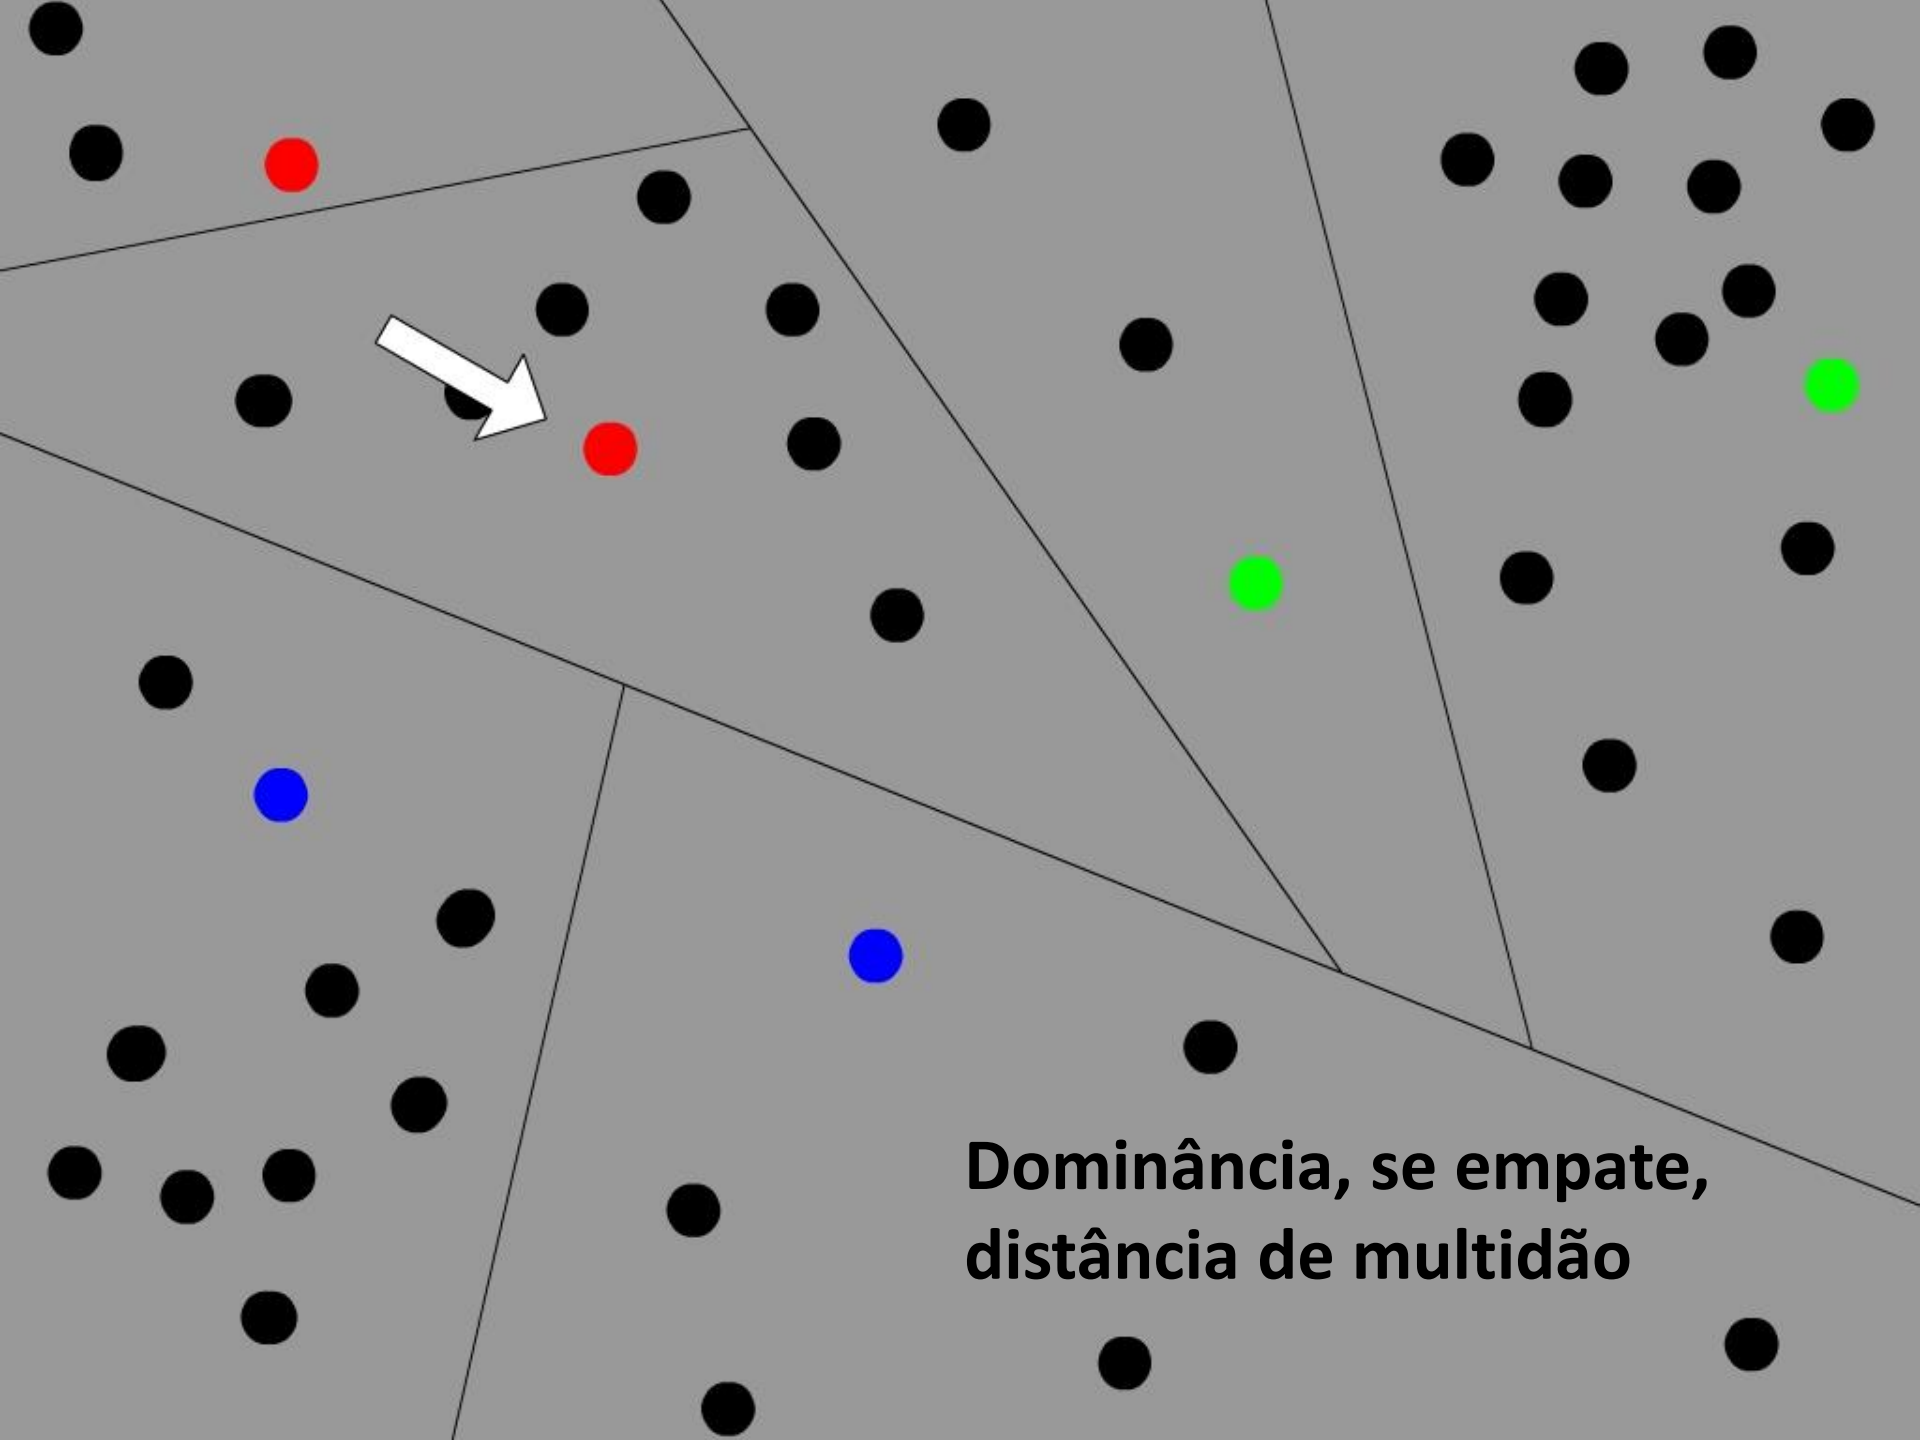 Dominância, se empate,
distância de multidão